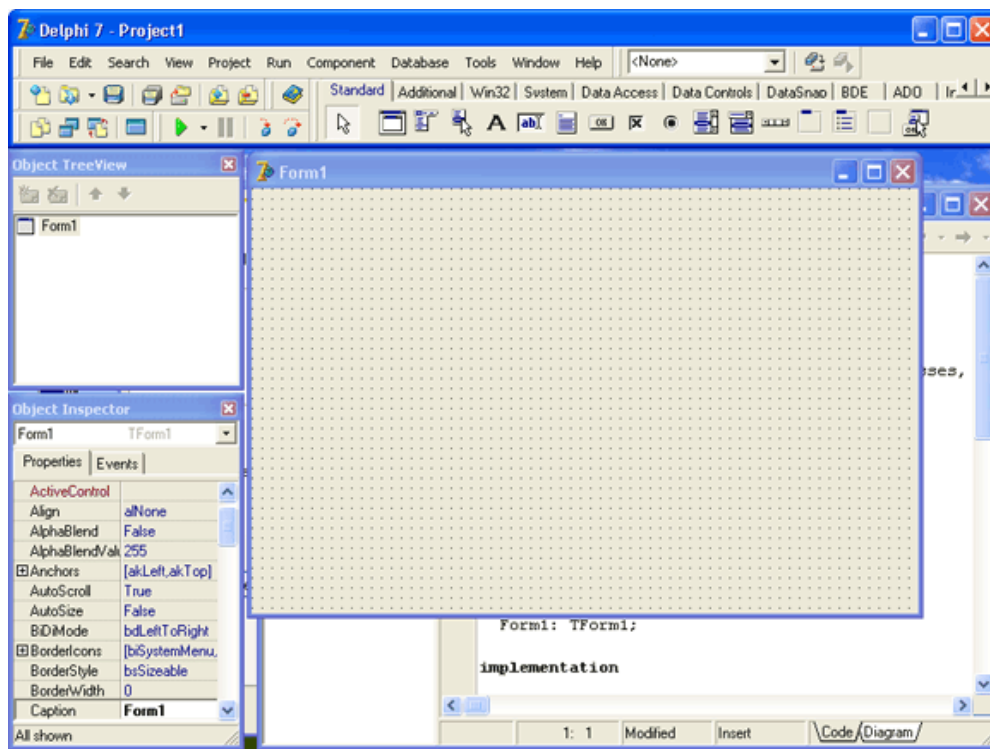 Delphi 7 - Project1
File Edit Search View Project Run Component Database Tools Window Help <None>
Standard Additional Win32 System Data Access Data Controls DataSnap BDE ADO
Object TreeView
Form1
Form1
Object Inspector
Form1 TForm1
Properties Events
ActiveControl
Align alNone
AlphaBlend False
AlphaBlendValu 255
Anchors [akLeft,akTop]
AutoScroll True
AutoSize False
BiDiMode bdLeftToRight
BorderIcons [biSystemMenu,
BorderStyle bsSizeable
BorderWidth 0
Caption Form1
All shown
sses,
Form1: TForm1;
implementation
1: 1 Modified Insert Code Diagram